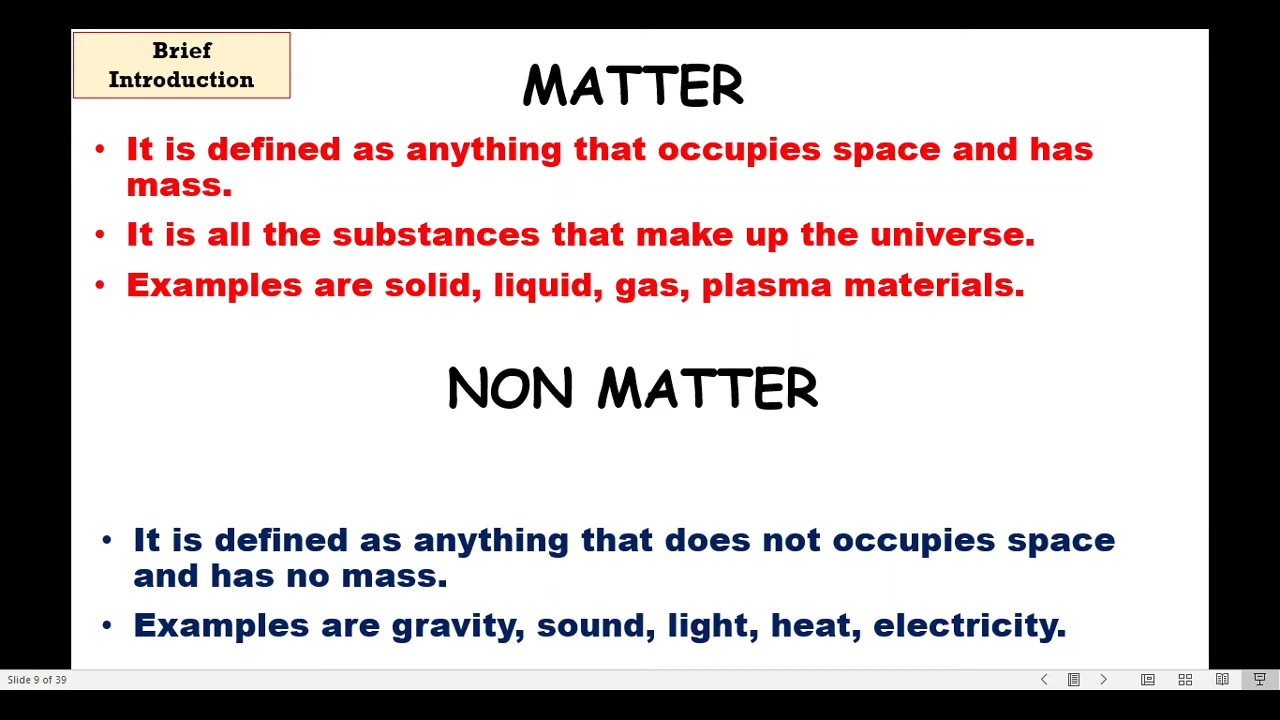 Brief
Introduction
MATTER
• It is defined as anything that occupies space and has
mass.
• It is all the substances that make up the universe.
• Examples are solid, liquid, gas, plasma materials.
NON MATTER
• It is defined as anything that does not occupies space
and has no mass.
• Examples are gravity, sound, light, heat, electricity.
Slide 9 of 39